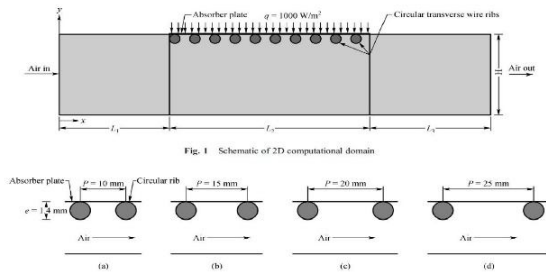 y
Absorber plate
q = 1000 W/m²
Circular transverse wire ribs
Air in
H
Air out
x
L₁
L₂
L₃
Fig. 1 Schematic of 2D computational domain
Absorber plate
P = 10 mm
Circular rib
P = 15 mm
P = 20 mm
P = 25 mm
e = 1.4 mm
Air
Air
Air
Air
(a)
(b)
(c)
(d)